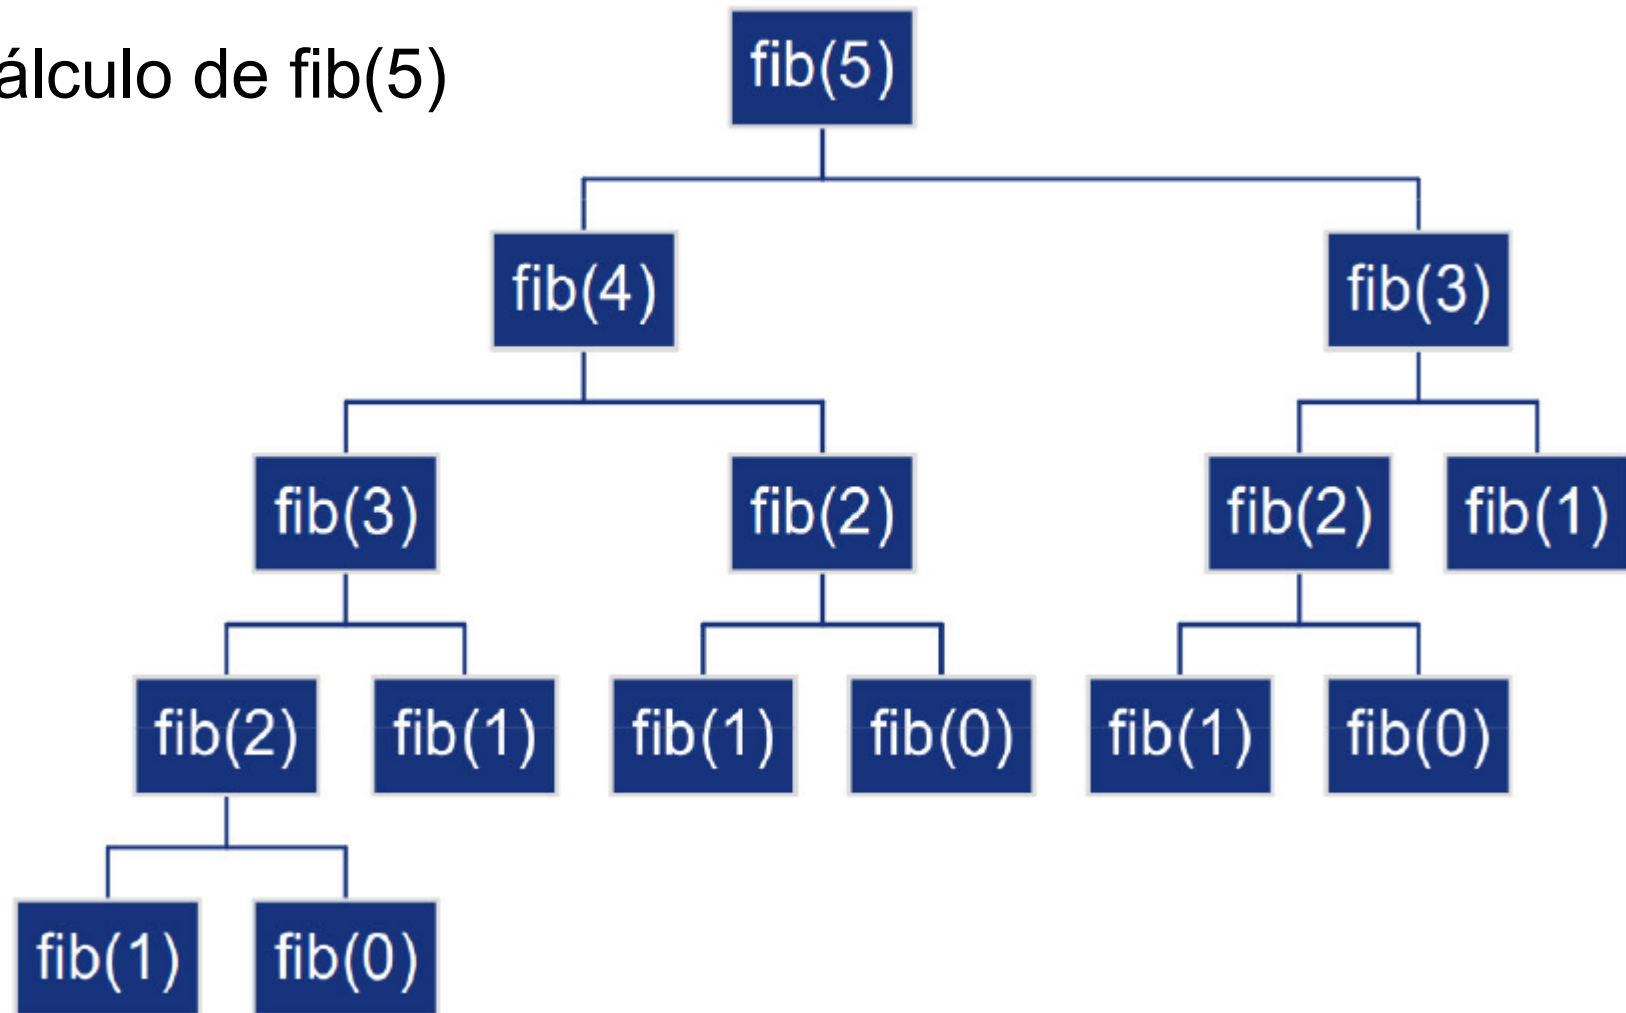 álculo de fib(5)
fib(5)
fib(4) fib(3)
fib(3) fib(2) fib(2) fib(1)
fib(2) fib(1) fib(1) fib(0) fib(1) fib(0)
fib(1) fib(0)